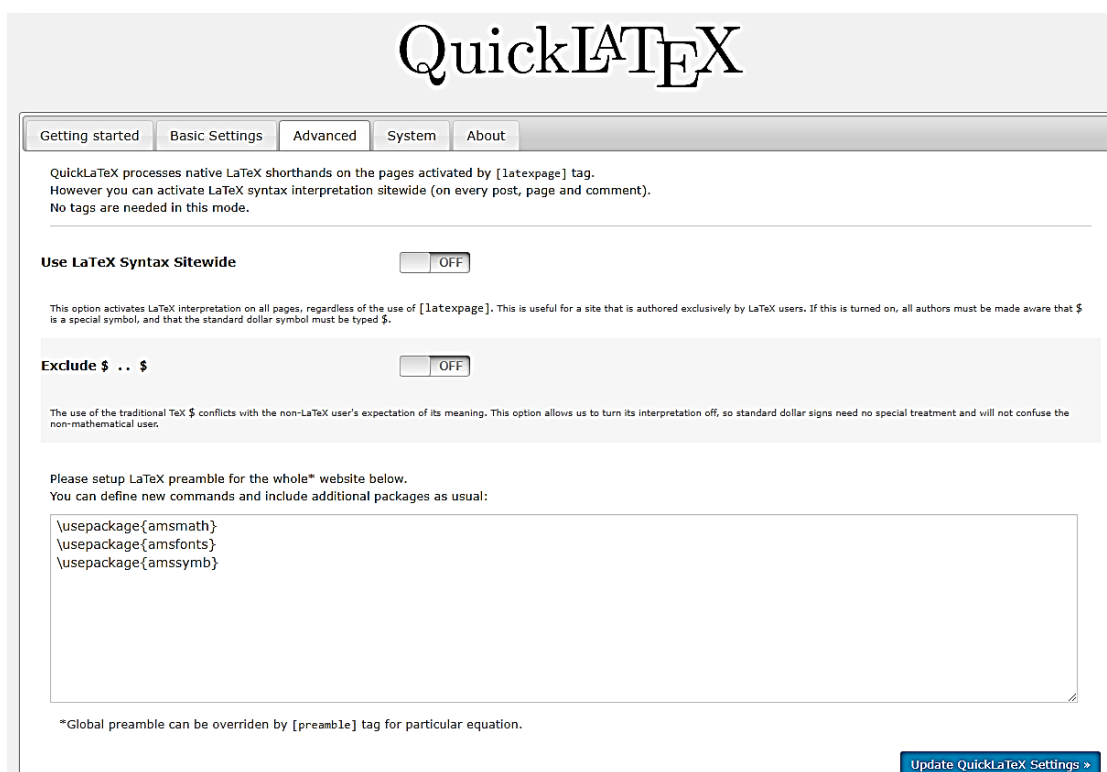 QuickLATEX
Getting started Basic Settings Advanced System About
QuickLaTeX processes native LaTeX shorthands on the pages activated by [latexpage] tag.
However you can activate LaTeX syntax interpretation sitewide (on every post, page and comment).
No tags are needed in this mode.
Use LaTeX Syntax Sitewide OFF
This option activates LaTeX interpretation on all pages, regardless of the use of [latexpage]. This is useful for a site that is authored exclusively by LaTeX users. If this is turned on, all authors must be made aware that $
is a special symbol, and that the standard dollar symbol must be typed $.
Exclude $ .. $ OFF
The use of the traditional TeX $ conflicts with the non-LaTeX user's expectation of its meaning. This option allows us to turn its interpretation off, so standard dollar signs need no special treatment and will not confuse the
non-mathematical user.
Please setup LaTeX preamble for the whole* website below.
You can define new commands and include additional packages as usual:
\usepackage{amsmath}
\usepackage{amsfonts}
\usepackage{amssymb}
*Global preamble can be overriden by [preamble] tag for particular equation.
Update QuickLaTeX Settings »